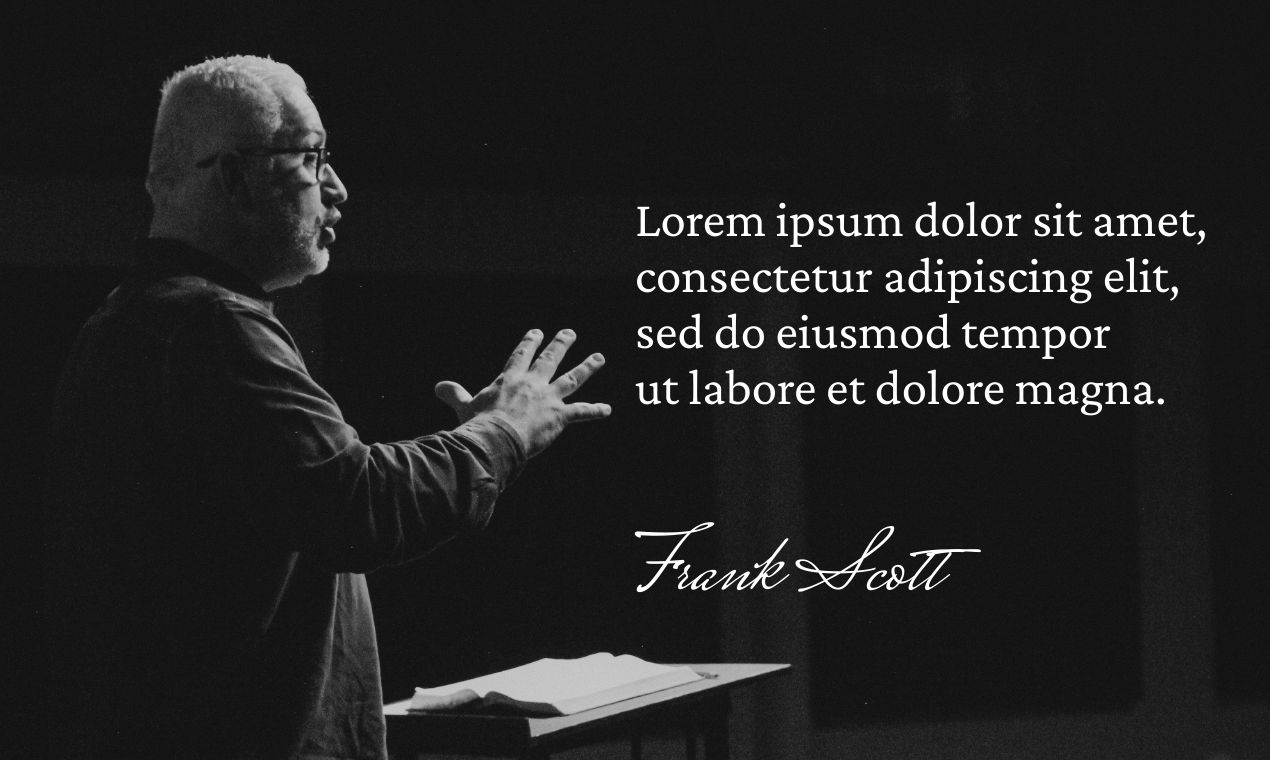 Lorem ipsum dolor sit amet,
consectetur adipiscing elit,
sed do eiusmod tempor
ut labore et dolore magna.
Frank Scott